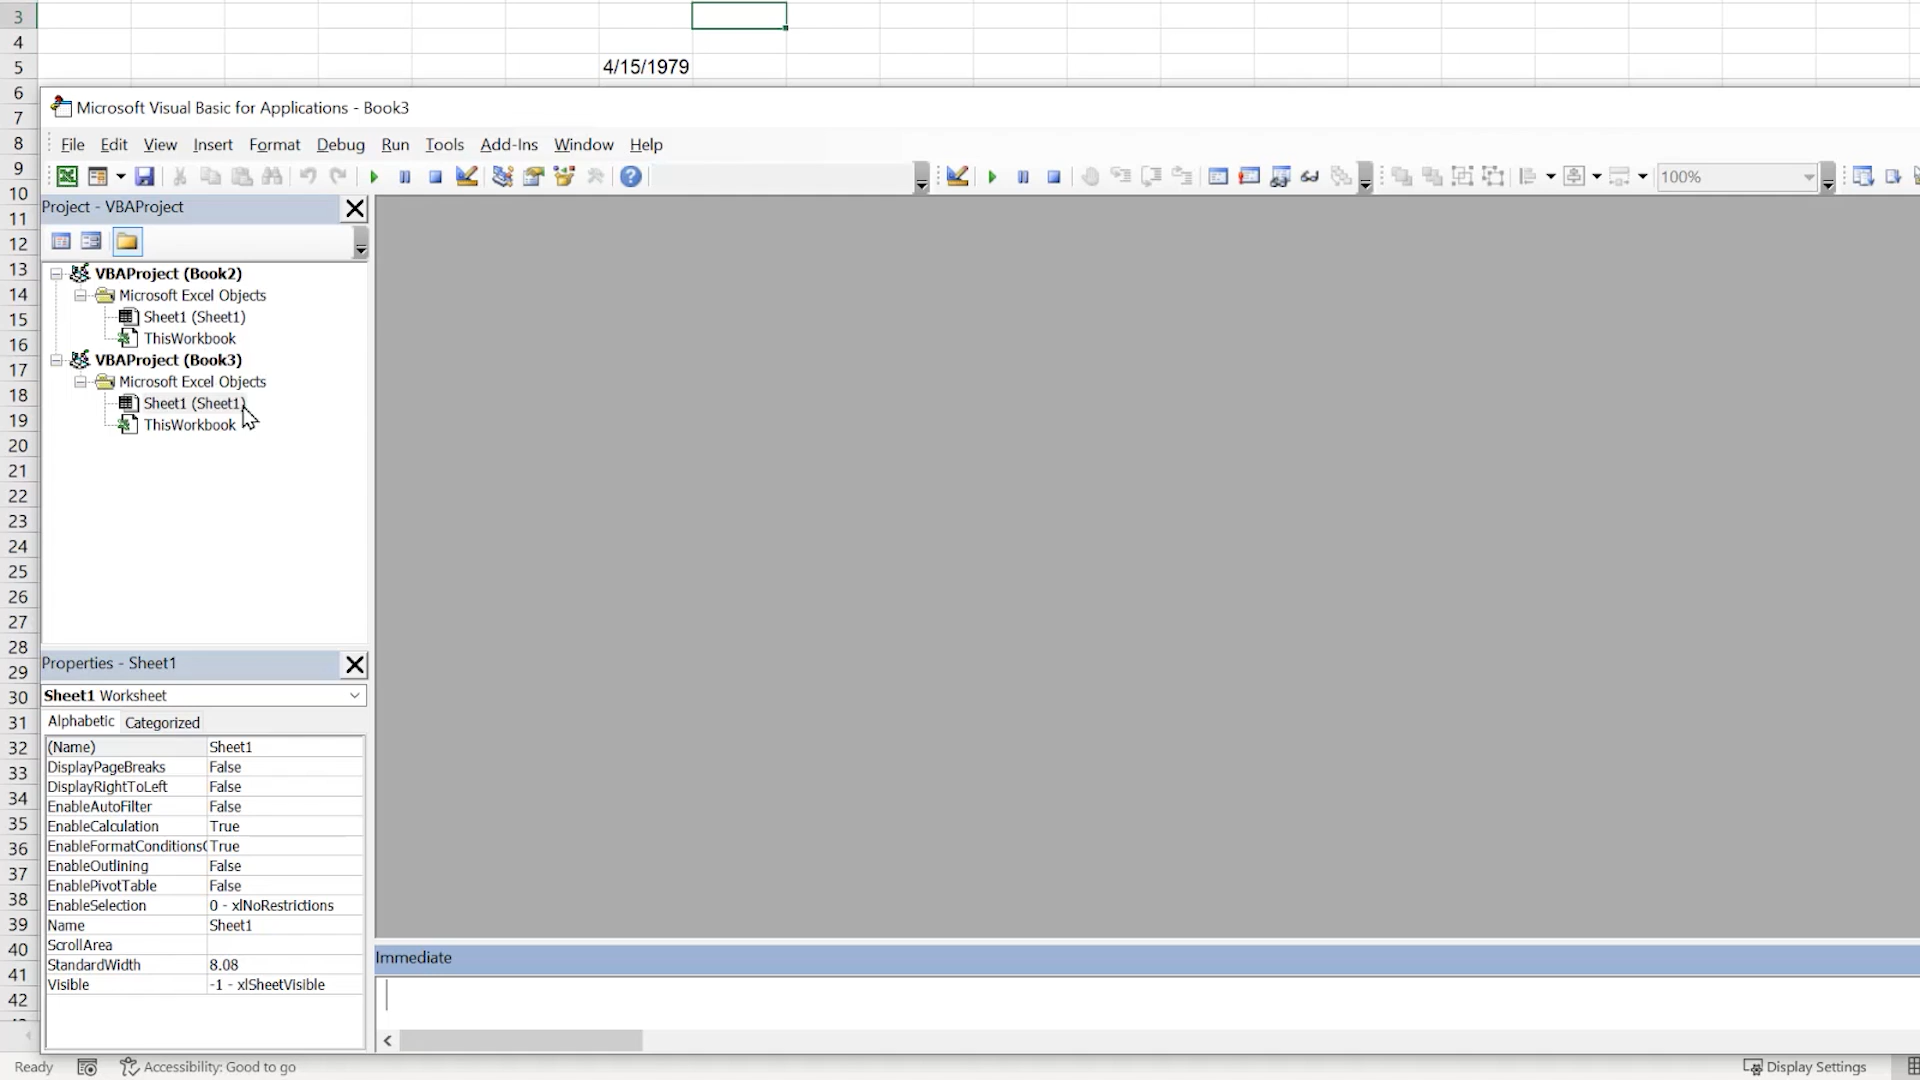 3
4
5
4/15/1979
6
7
8
9
10
11
12
13
14
15
16
17
18
19
20
21
22
23
24
25
26
27
28
29
30
31
32
33
34
35
36
37
38
39
40
41
42
Microsoft Visual Basic for Applications - Book3
File Edit View Insert Format Debug Run Tools Add-Ins Window Help
100%
Project - VBAProject
VBAProject (Book2)
Microsoft Excel Objects
Sheet1 (Sheet1)
ThisWorkbook
VBAProject (Book3)
Microsoft Excel Objects
Sheet1 (Sheet1)
ThisWorkbook
Properties - Sheet1
Sheet1 Worksheet
Alphabetic Categorized
(Name) Sheet1
DisplayPageBreaks False
DisplayRightToLeft False
EnableAutoFilter False
EnableCalculation True
EnableFormatConditionsC True
EnableOutlining False
EnablePivotTable False
EnableSelection 0 - xlNoRestrictions
Name Sheet1
ScrollArea
StandardWidth 8.08
Visible -1 - xlSheetVisible
Immediate
Ready Accessibility: Good to go Display Settings